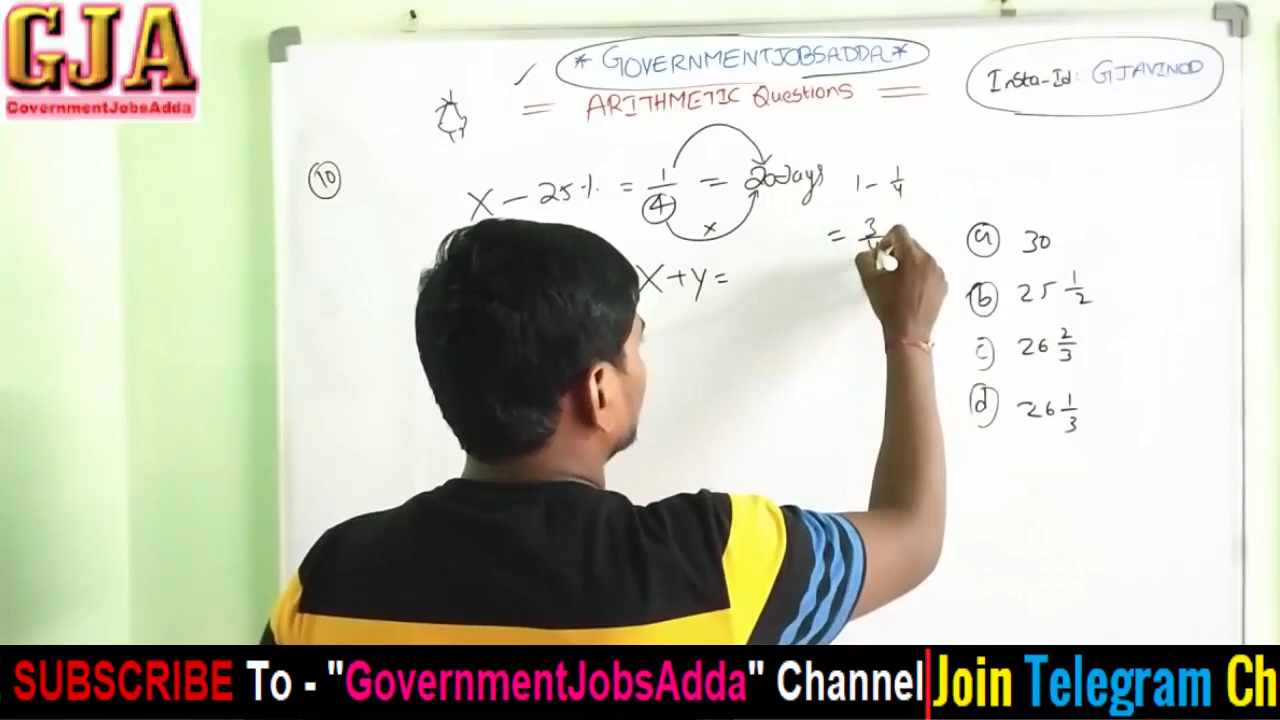 GJA
GovernmentJobsAdda
* GOVERNMENTJOBSADDA *
Insta-Id: GJAVINOD
= ARITHMETIC Questions =
10
X - 25% = 1/4 = 20days 1 - 1/4
= 3/4
X+y =
a 30
b 25 1/2
c 26 2/3
d 26 1/3
SUBSCRIBE To - "GovernmentJobsAdda" Channel Join Telegram Ch